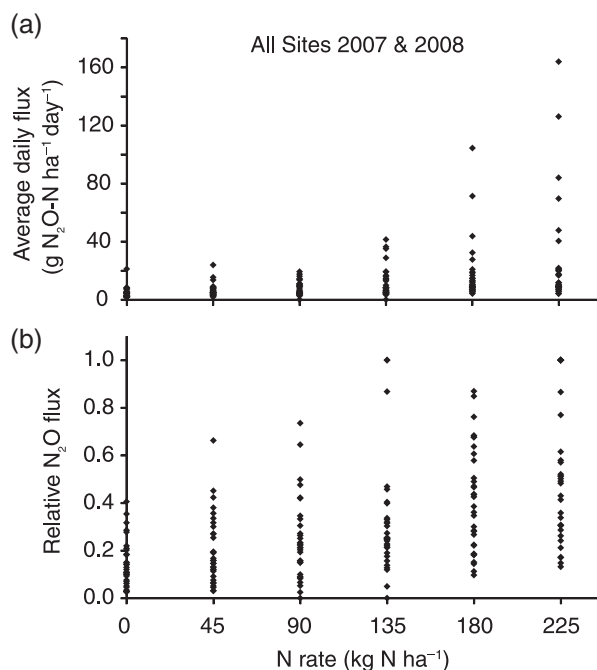 (a)
All Sites 2007 & 2008
Average daily flux
(g N₂O-N ha⁻¹ day⁻¹)
160
120
80
40
0
(b)
Relative N₂O flux
1.0
0.8
0.6
0.4
0.2
0.0
0 45 90 135 180 225
N rate (kg N ha⁻¹)